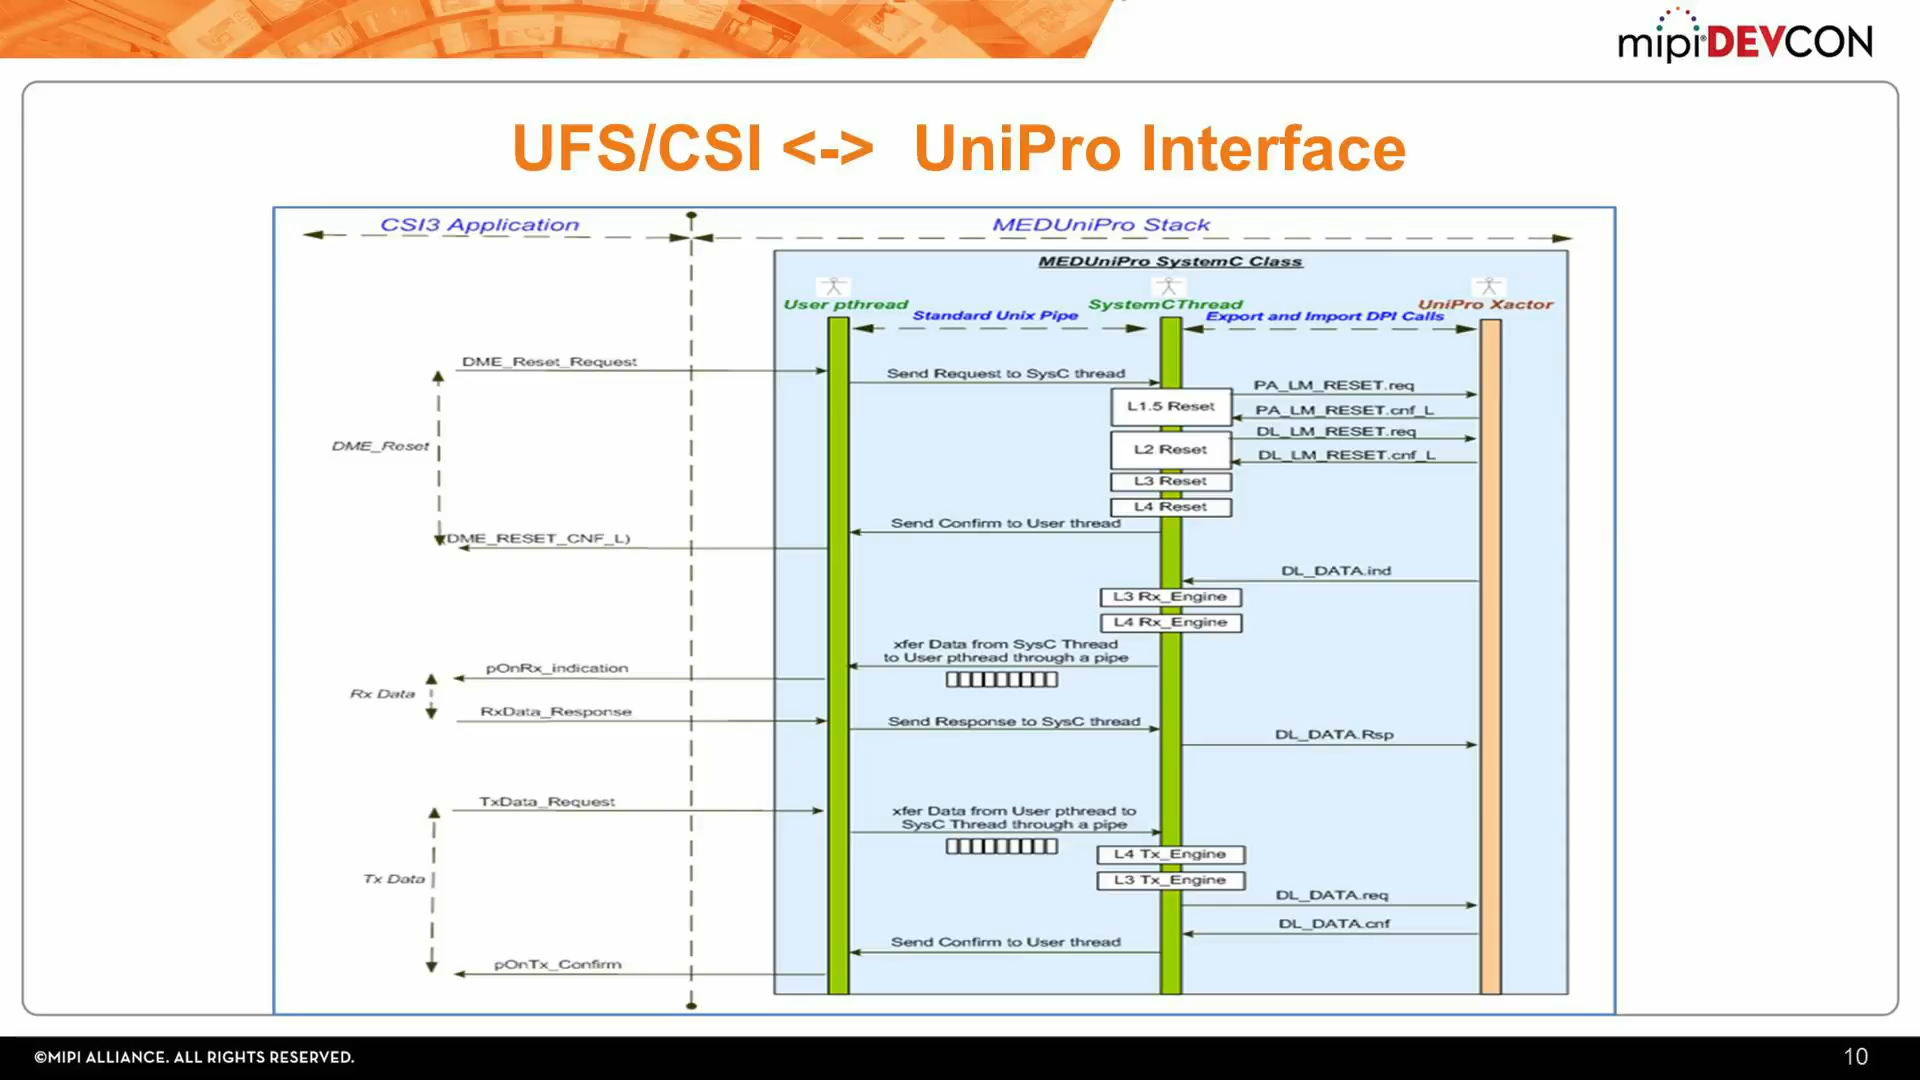 mipi DEVCON
UFS/CSI <-> UniPro Interface
CSI3 Application
MEDUniPro Stack
MEDUniPro SystemC Class
User pthread
SystemCThread
UniPro Xactor
Standard Unix Pipe
Export and Import DPI Calls
DME_Reset_Request
Send Request to SysC thread
PA_LM_RESET.req
L1.5 Reset
PA_LM_RESET.cnf_L
DL_LM_RESET.req
DME_Reset
L2 Reset
DL_LM_RESET.cnf_L
L3 Reset
L4 Reset
Send Confirm to User thread
(DME_RESET_CNF_L)
DL_DATA.ind
L3 Rx_Engine
L4 Rx_Engine
xfer Data from SysC Thread
to User pthread through a pipe
pOnRx_indication
Rx Data
RxData_Response
Send Response to SysC thread
DL_DATA.Rsp
TxData_Request
xfer Data from User pthread to
SysC Thread through a pipe
L4 Tx_Engine
Tx Data
L3 Tx_Engine
DL_DATA.req
DL_DATA.cnf
Send Confirm to User thread
pOnTx_Confirm
©MIPI ALLIANCE. ALL RIGHTS RESERVED.
10